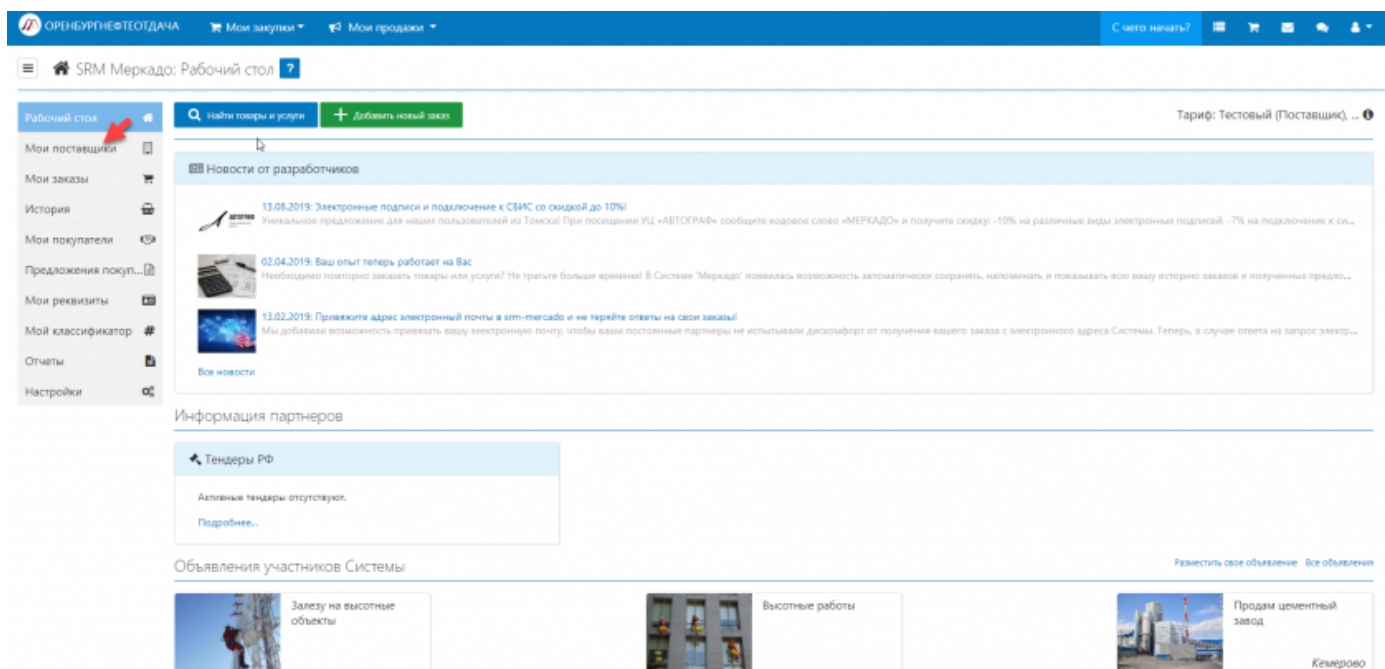 ОРЕНБУРГНЕФТЕОТДАЧА Мои закупки Мои продажи С чего начать?
SRM Меркадо: Рабочий стол ?
Рабочий стол
Найти товары и услуги
Добавить новый заказ
Тариф: Тестовый (Поставщик), ...
Мои поставщики
Мои заказы
История
Мои покупатели
Предложения покуп...
Мои реквизиты
Мой классификатор #
Отчеты
Настройки
Новости от разработчиков
АВТОГРАФ
13.08.2019: Электронные подписи и подключение к СБИС со скидкой до 10%!
Уникальное предложение для наших пользователей из Томска! При посещении УЦ «АВТОГРАФ» сообщите кодовое слово «МЕРКАДО» и получите скидку: -10% на различные виды электронных подписей: -7% на подключение к си...
02.04.2019: Ваш опыт теперь работает на Вас
Необходимо повторно заказать товары или услуги? Не тратьте больше времени! В Системе 'Меркадо' появилась возможность автоматически сохранять, напоминать и показывать всю вашу историю заказов и полученных предло...
13.02.2019: Привяжите адрес электронный почты в srm-mercado и не теряйте ответы на свои заказы!
Мы добавили возможность привязать вашу электронную почту, чтобы ваши постоянные партнеры не испытывали дискомфорт от получения вашего заказа с электронного адреса Системы. Теперь, в случае ответа на запрос электр...
Все новости
Информация партнеров
Тендеры РФ
Активные тендеры отсутствуют.
Подробнее...
Объявления участников Системы
Разместить свое объявление Все объявления
Залезу на высотные
объекты
Высотные работы
Продам цементный
завод
Кемерово